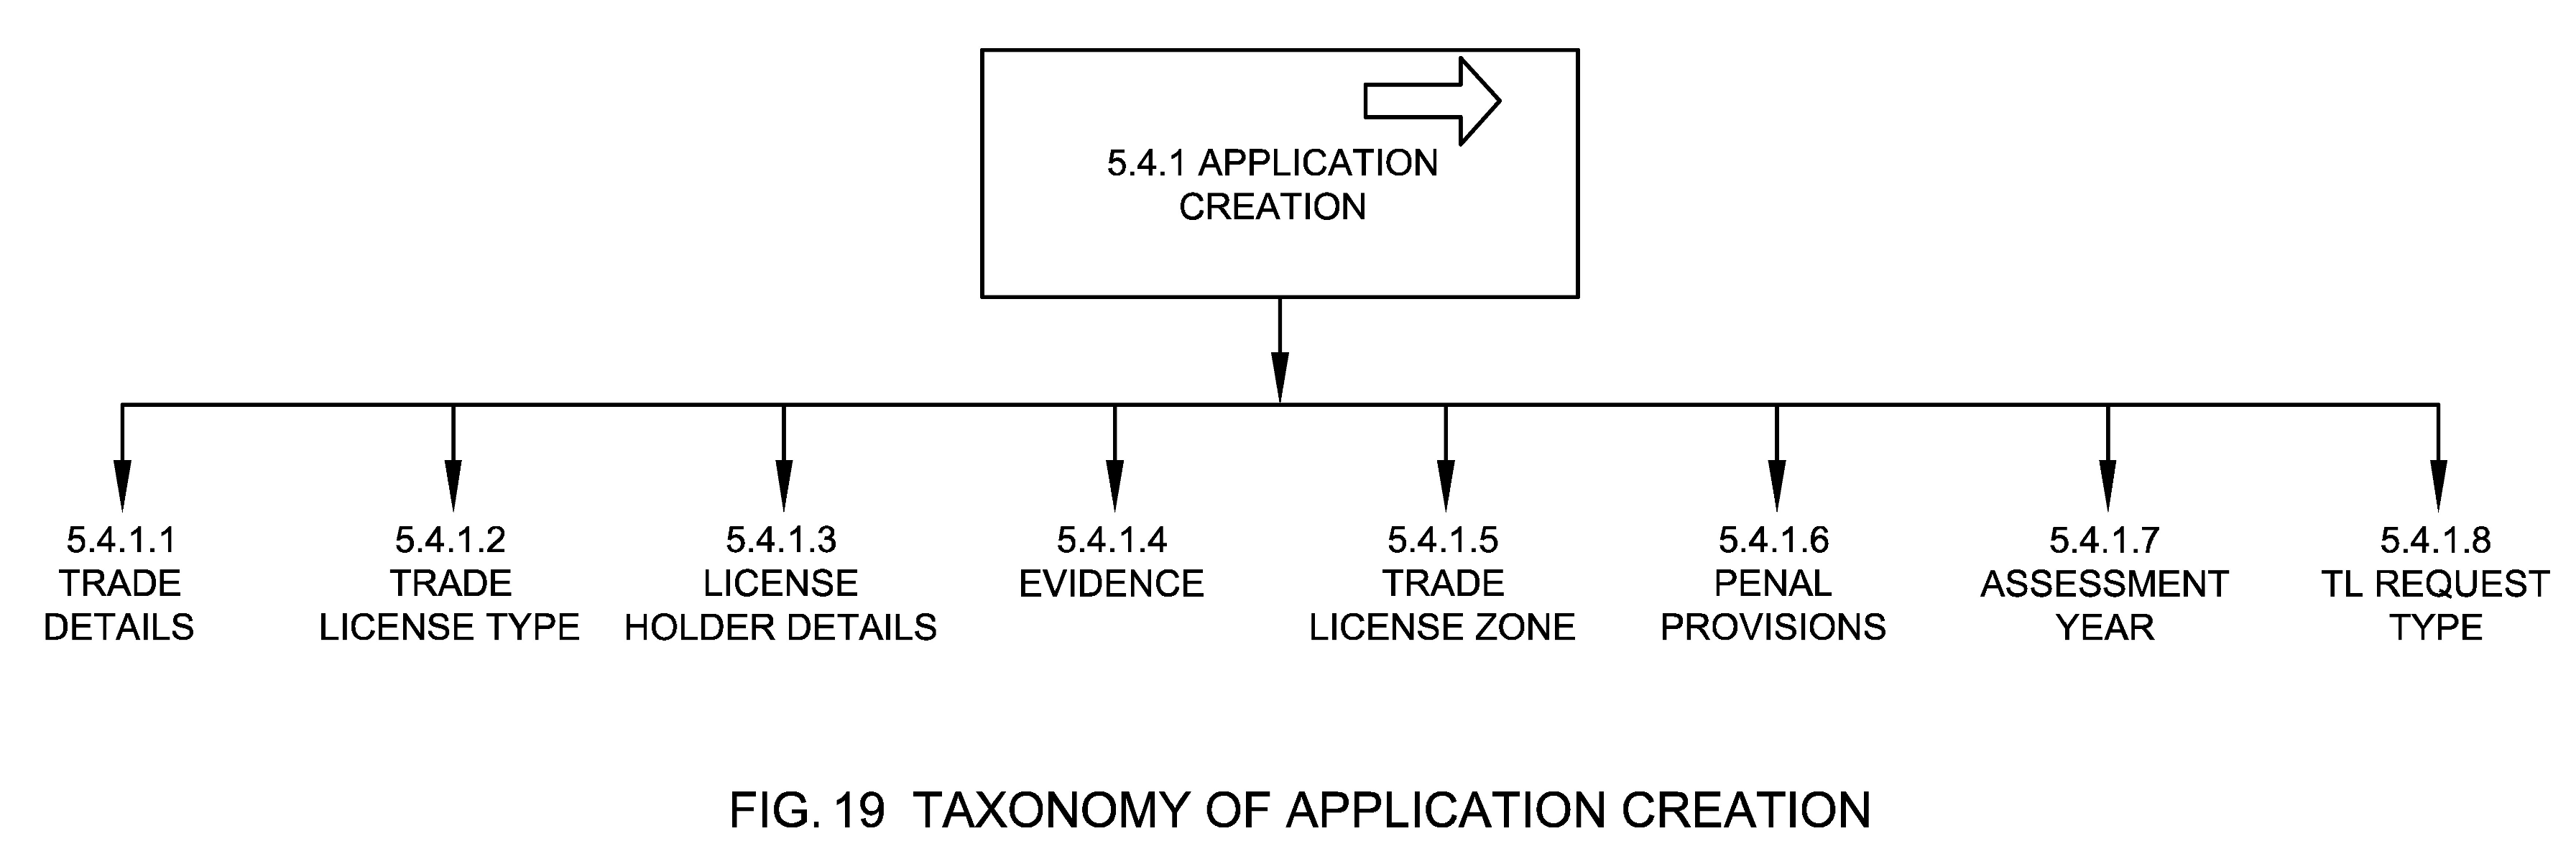 5.4.1 APPLICATION
CREATION
5.4.1.1
TRADE
DETAILS
5.4.1.2
TRADE
LICENSE TYPE
5.4.1.3
LICENSE
HOLDER DETAILS
5.4.1.4
EVIDENCE
5.4.1.5
TRADE
LICENSE ZONE
5.4.1.6
PENAL
PROVISIONS
5.4.1.7
ASSESSMENT
YEAR
5.4.1.8
TL REQUEST
TYPE
FIG. 19 TAXONOMY OF APPLICATION CREATION